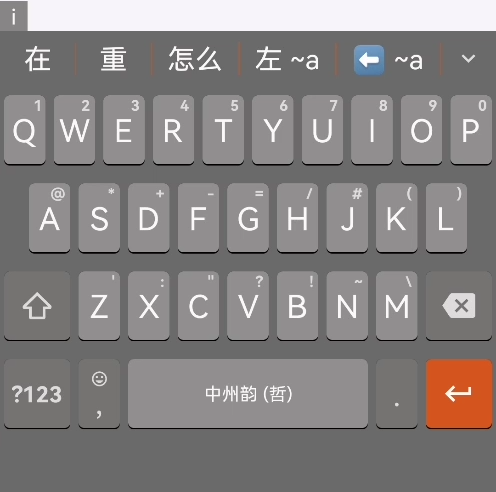 i
在 重 怎么 左 ~a ⬅ ~a
1 2 3 4 5 6 7 8 9 0
Q W E R T Y U I O P
@ * + - = / # ( )
A S D F G H J K L
' : " ? ! ~ \
Z X C V B N M
?123 , 中州韵 (哲) .